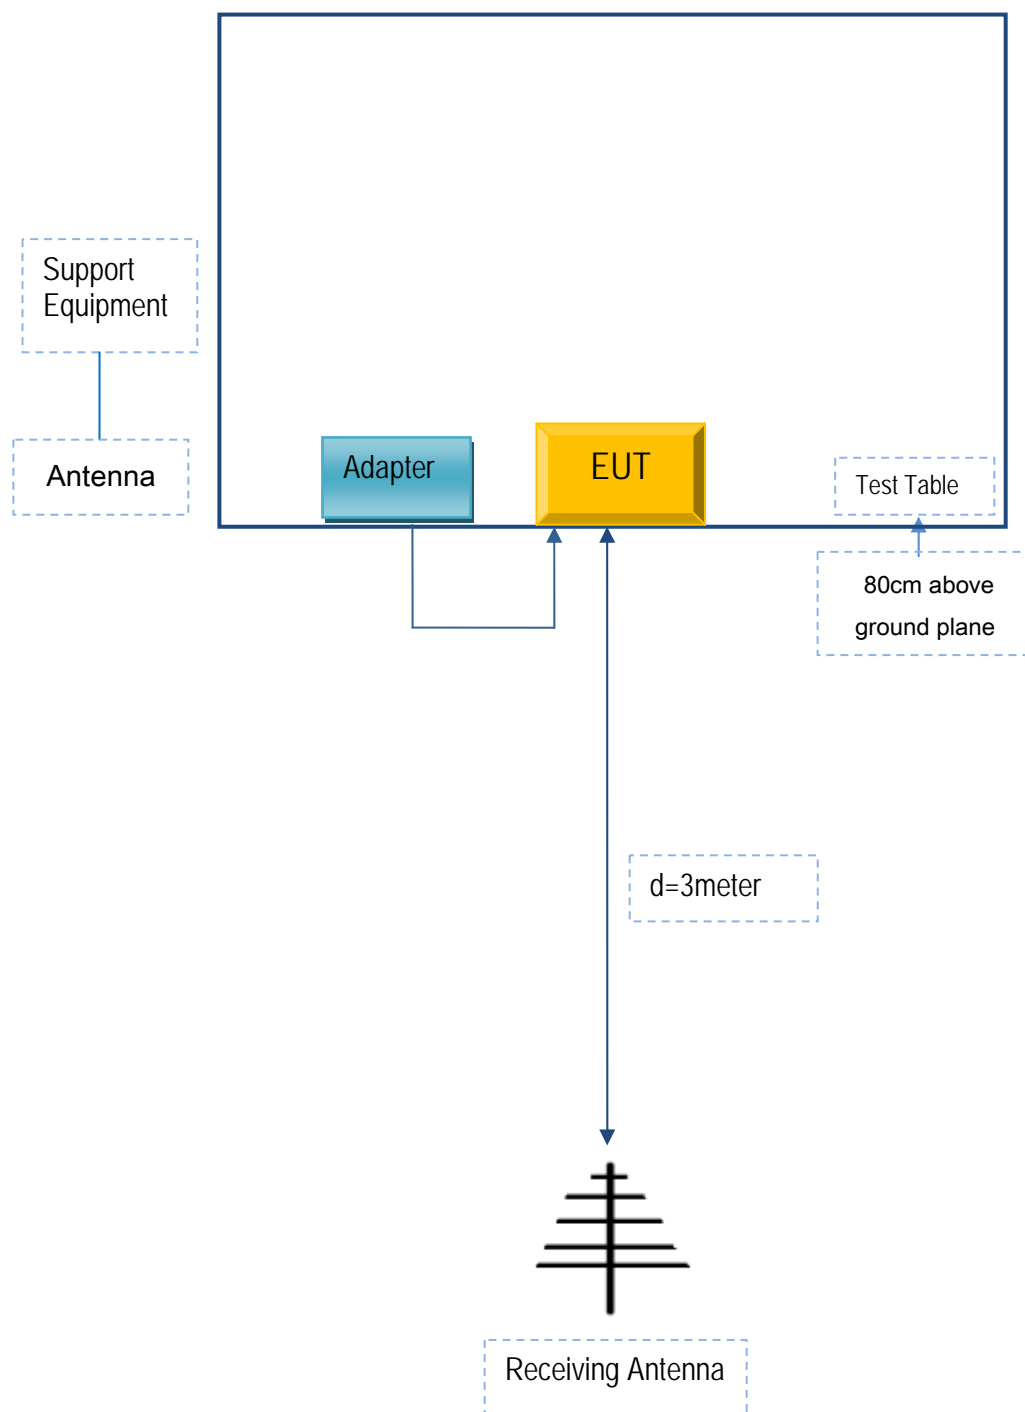 Support
Equipment
Antenna
Adapter
EUT
Test Table
80cm above
ground plane
d=3meter
Receiving Antenna